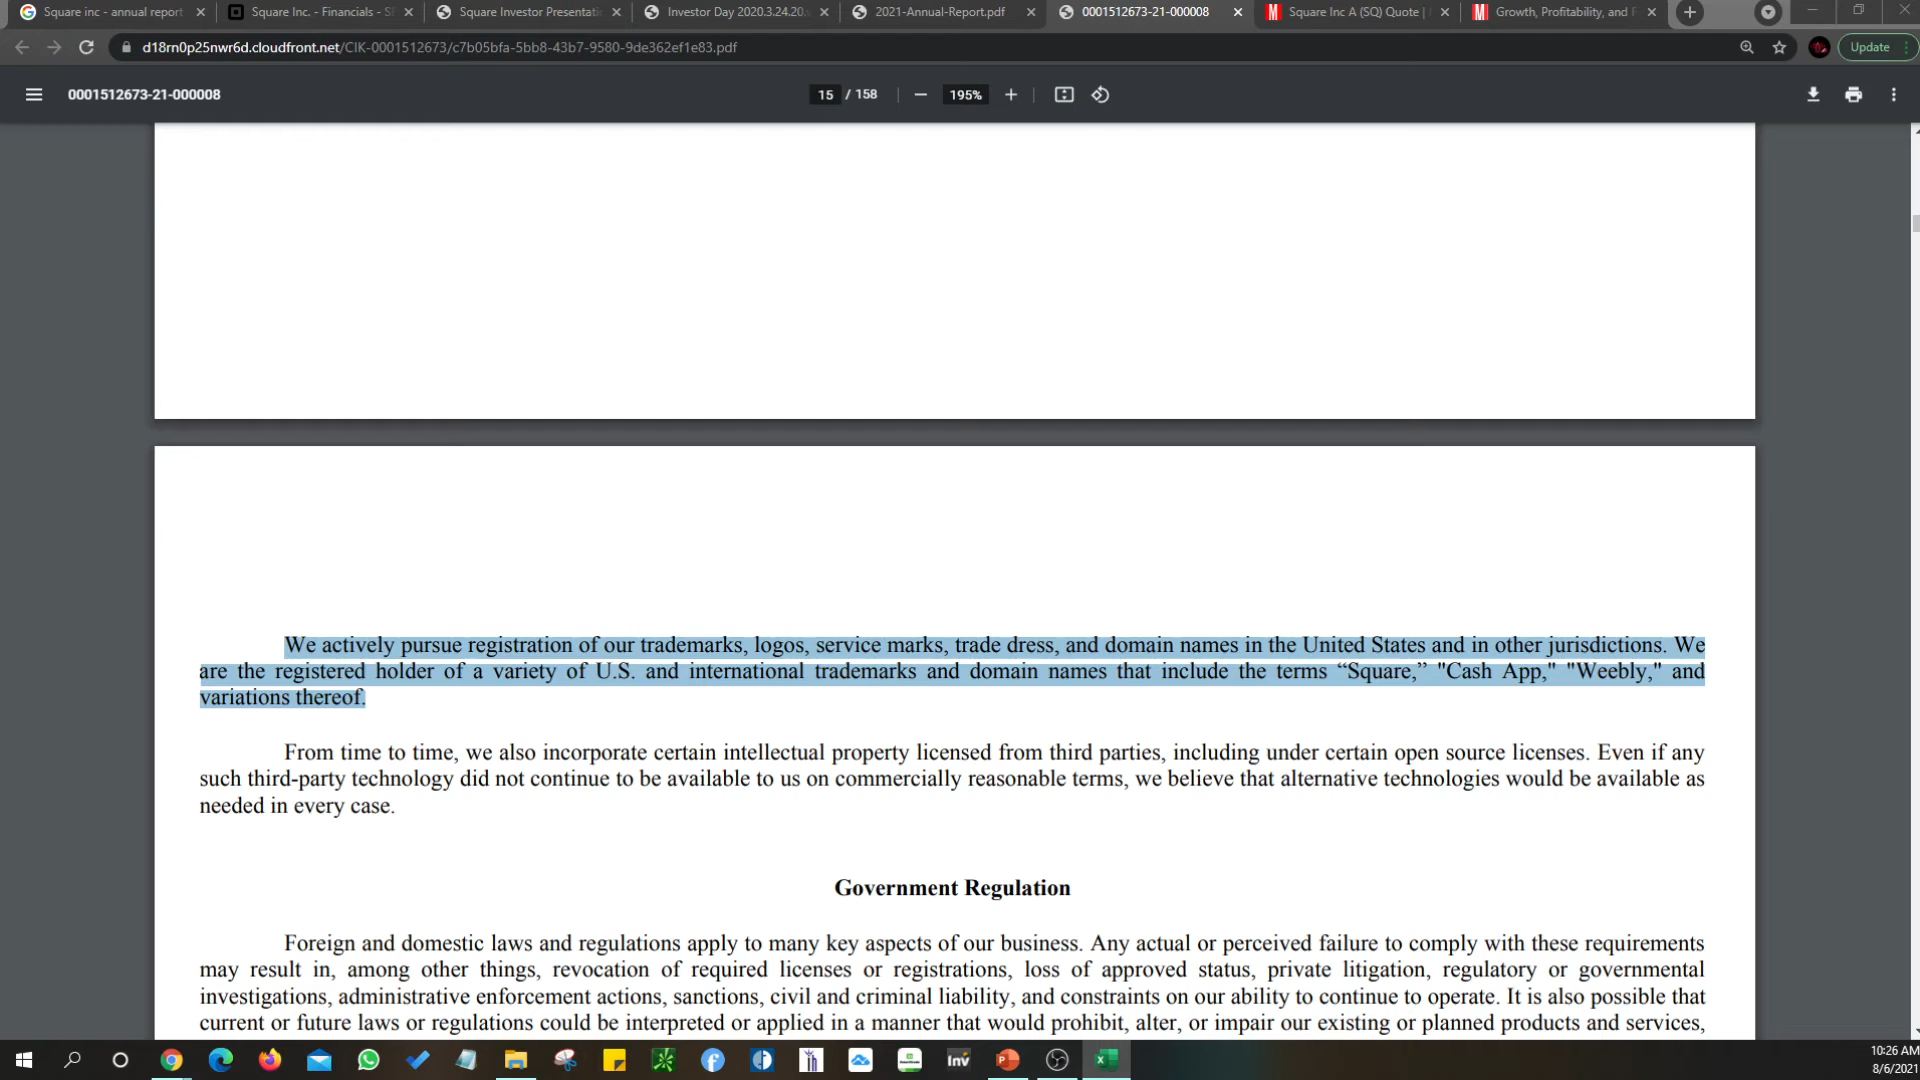 Square inc - annual report
Square Inc. - Financials - S
Square Investor Presentati
Investor Day 2020.3.24.20.
2021-Annual-Report.pdf
0001512673-21-000008
Square Inc A (SQ) Quote |
Growth, Profitability, and F
d18rn0p25nwr6d.cloudfront.net/CIK-0001512673/c7b05bfa-5bb8-43b7-9580-9de362ef1e83.pdf
Update
0001512673-21-000008
15 / 158
195%
We actively pursue registration of our trademarks, logos, service marks, trade dress, and domain names in the United States and in other jurisdictions. We
are the registered holder of a variety of U.S. and international trademarks and domain names that include the terms “Square,” "Cash App," "Weebly," and
variations thereof.
From time to time, we also incorporate certain intellectual property licensed from third parties, including under certain open source licenses. Even if any
such third-party technology did not continue to be available to us on commercially reasonable terms, we believe that alternative technologies would be available as
needed in every case.
Government Regulation
Foreign and domestic laws and regulations apply to many key aspects of our business. Any actual or perceived failure to comply with these requirements
may result in, among other things, revocation of required licenses or registrations, loss of approved status, private litigation, regulatory or governmental
investigations, administrative enforcement actions, sanctions, civil and criminal liability, and constraints on our ability to continue to operate. It is also possible that
current or future laws or regulations could be interpreted or applied in a manner that would prohibit, alter, or impair our existing or planned products and services,
Inv
10:26 AM
8/6/2021